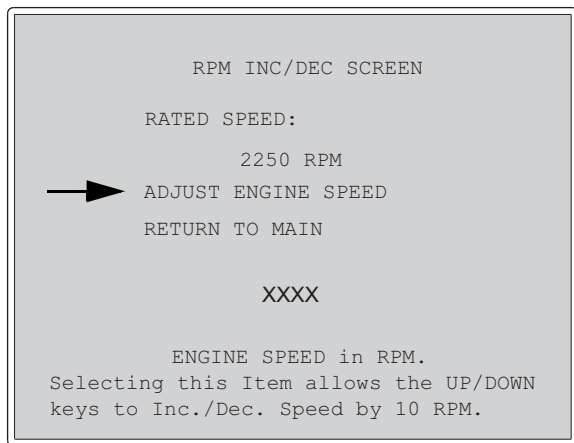 RPM INC/DEC SCREEN
RATED SPEED:
2250 RPM
ADJUST ENGINE SPEED
RETURN TO MAIN
XXXX
ENGINE SPEED in RPM.
Selecting this Item allows the UP/DOWN
keys to Inc./Dec. Speed by 10 RPM.